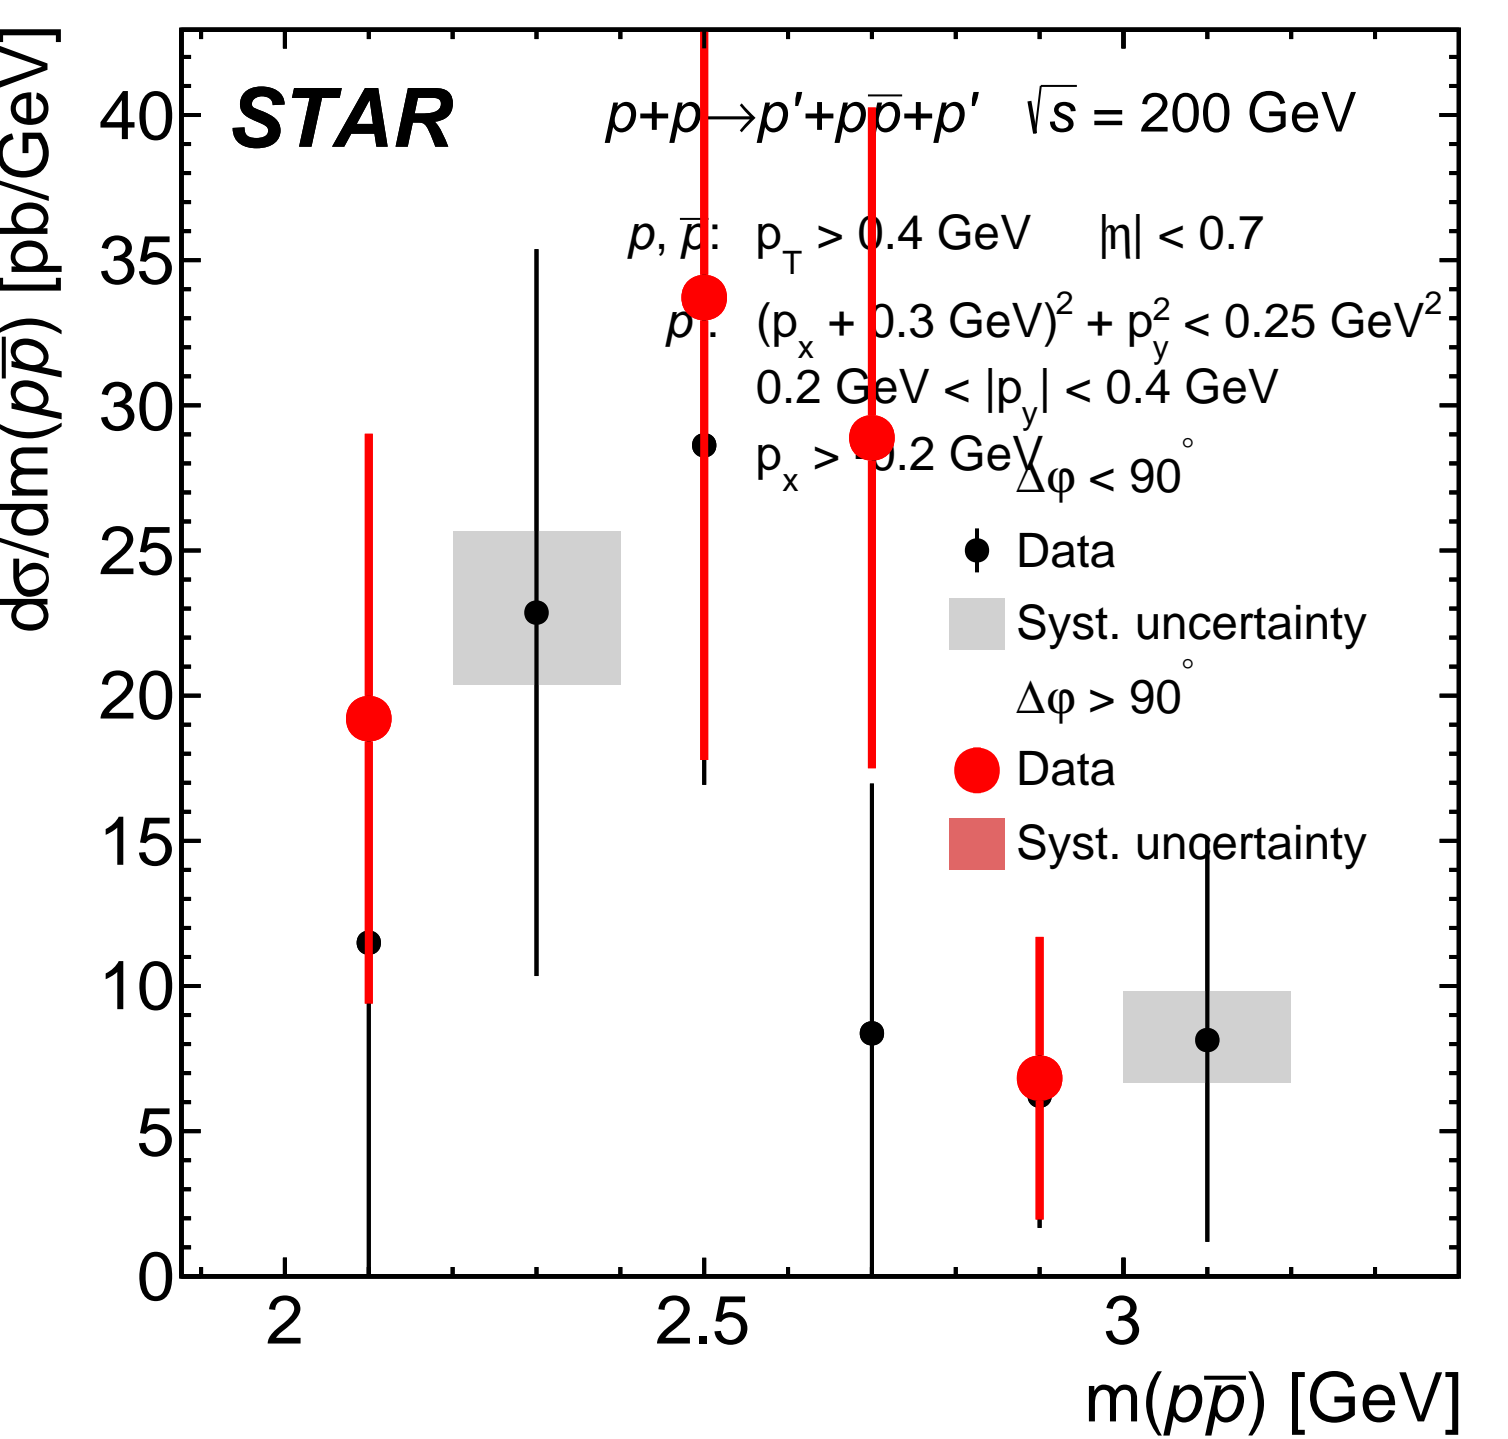 dσ/dm(pp̅) [pb/GeV]
STAR p+p→p′+pp̅+p′ √s = 200 GeV
p, p̅: p_T > 0.4 GeV |η| < 0.7
p′: (p_x + 0.3 GeV)² + p_y² < 0.25 GeV²
0.2 GeV < |p_y| < 0.4 GeV
p_x > -0.2 GeV
Δφ < 90°
Data
Syst. uncertainty
Δφ > 90°
Data
Syst. uncertainty
40
35
30
25
20
15
10
5
0
2 2.5 3
m(pp̅) [GeV]